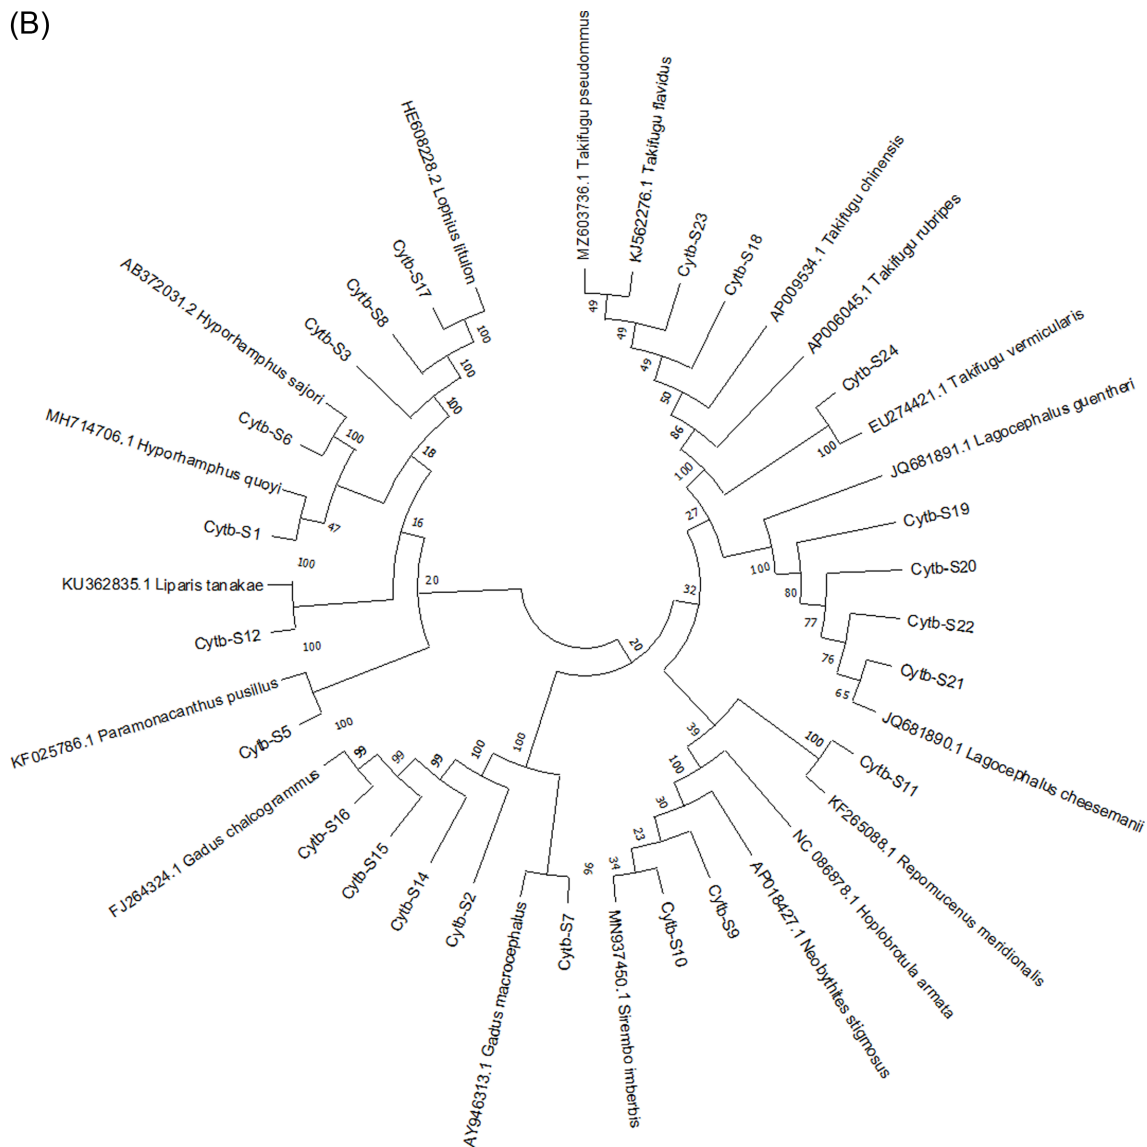 (B)
MZ603736.1 Takifugu pseudommus
KJ562276.1 Takifugu flavidus
Cytb-S23
Cytb-S18
AP009534.1 Takifugu chinensis
AP006045.1 Takifugu rubripes
Cytb-S24
EU274421.1 Takifugu vermicularis
JQ681891.1 Lagocephalus guentheri
Cytb-S19
Cytb-S20
Cytb-S22
Cytb-S21
JQ681890.1 Lagocephalus cheesemanii
Cytb-S11
KF265088.1 Repomucenus meridionalis
NC 086878.1 Hoplobrotula armata
AP018427.1 Neobythites stigmosus
Cytb-S9
Cytb-S10
MN937450.1 Sirembo imberbis
Cytb-S7
AY946313.1 Gadus macrocephalus
Cytb-S2
Cytb-S14
Cytb-S15
Cytb-S16
FJ264324.1 Gadus chalcogrammus
Cytb-S5
KF025786.1 Paramonacanthus pusillus
Cytb-S12
KU362835.1 Liparis tanakae
Cytb-S1
MH714706.1 Hyporhamphus quoyi
Cytb-S6
AB372031.2 Hyporhamphus sajori
Cytb-S3
Cytb-S8
Cytb-S17
HE608228.2 Lophius litulon
49
49
49
50
86
100
100
27
100
80
77
76
65
32
20
39
100
100
30
23
34
96
100
100
99
99
99
100
100
100
20
16
18
47
100
100
100
100